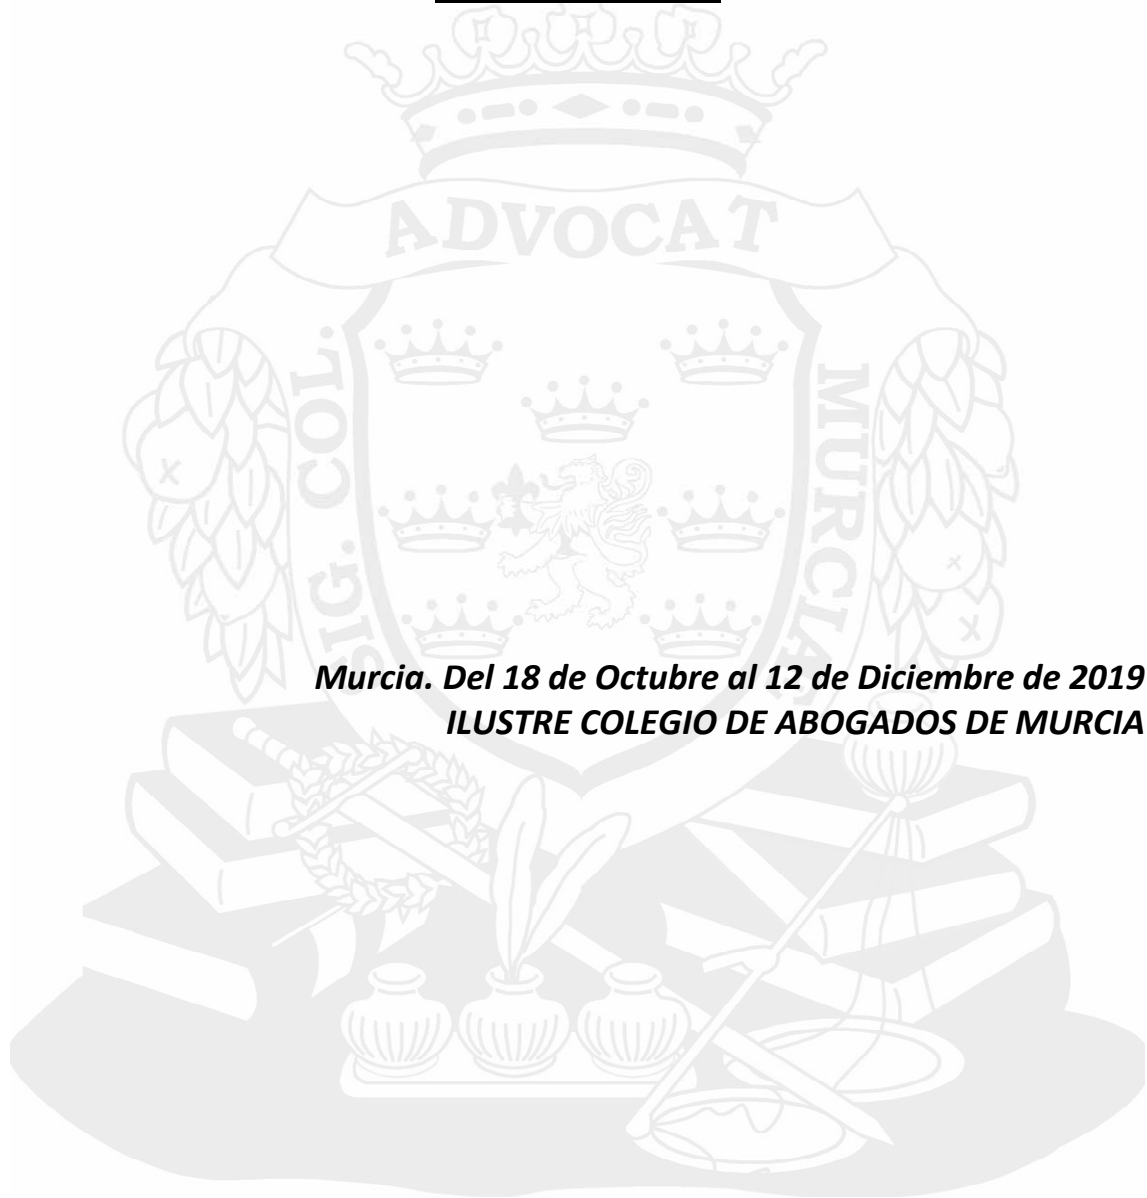 ADVOCAT
SIG. COL.
MURCIAS
Murcia. Del 18 de Octubre al 12 de Diciembre de 2019
ILUSTRE COLEGIO DE ABOGADOS DE MURCIA